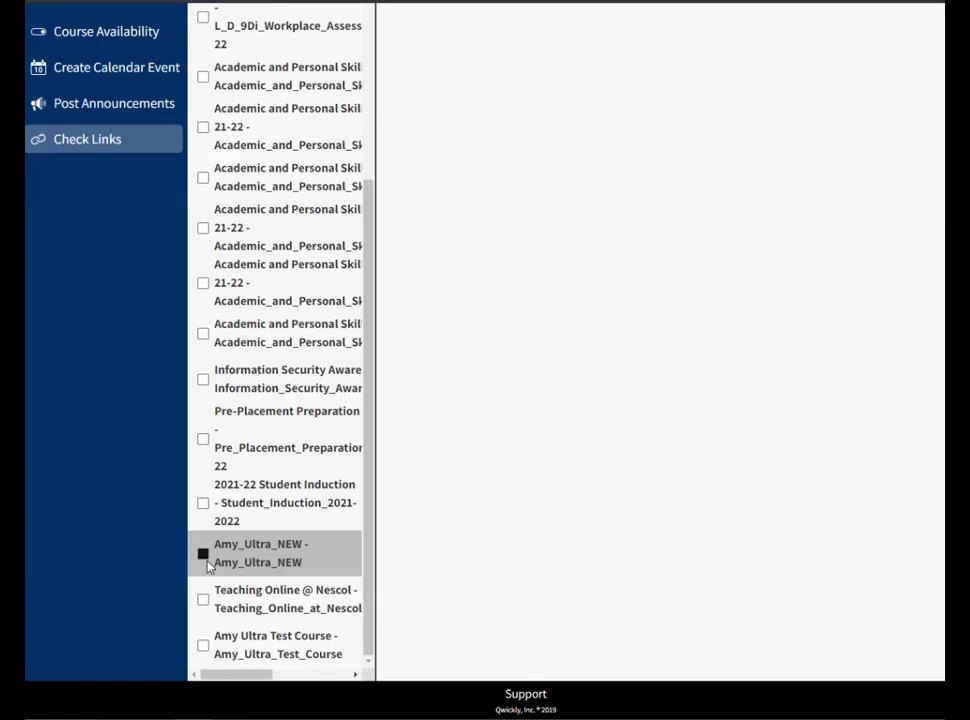 Course Availability
10 Create Calendar Event
Post Announcements
Check Links
-
L_D_9Di_Workplace_Assess
22
Academic and Personal Skil
Academic_and_Personal_Sk
Academic and Personal Skil
21-22 -
Academic_and_Personal_Sk
Academic and Personal Skil
Academic_and_Personal_Sk
Academic and Personal Skil
21-22 -
Academic_and_Personal_Sk
Academic and Personal Skil
21-22 -
Academic_and_Personal_Sk
Academic and Personal Skil
Academic_and_Personal_Sk
Information Security Aware
Information_Security_Awar
Pre-Placement Preparation
-
Pre_Placement_Preparation
22
2021-22 Student Induction
- Student_Induction_2021-
2022
Amy_Ultra_NEW -
Amy_Ultra_NEW
Teaching Online @ Nescol -
Teaching_Online_at_Nescol
Amy Ultra Test Course -
Amy_Ultra_Test_Course
Support
Qwickly, Inc. ® 2019